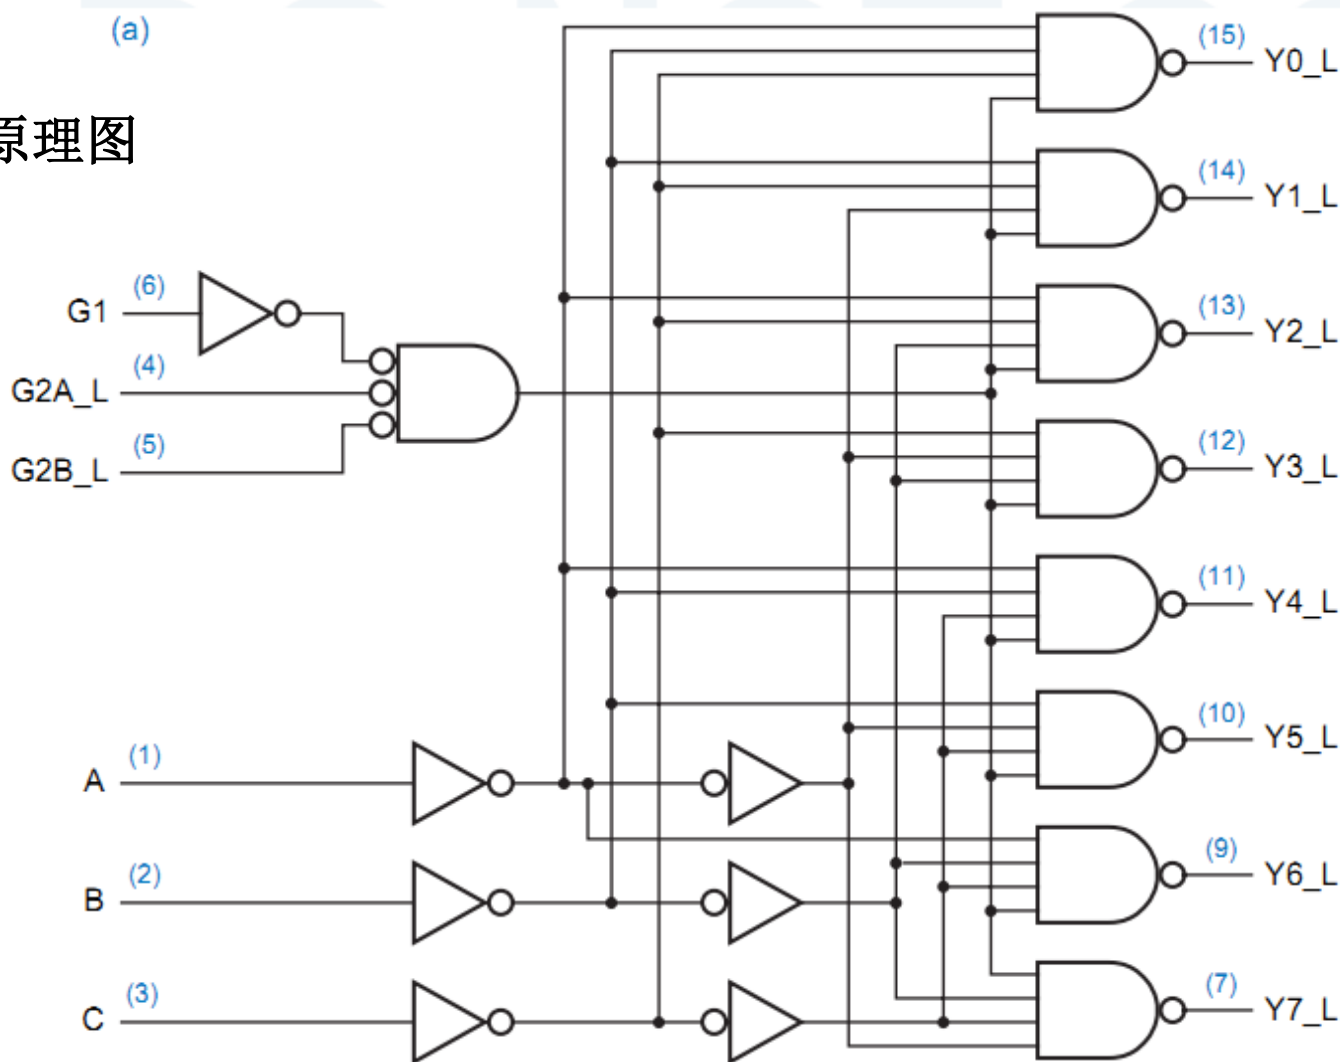 (a)
原理图
(15) Y0_L
(14) Y1_L
(6)
G1
(13) Y2_L
(4)
G2A_L
(5)
G2B_L
(12) Y3_L
(11) Y4_L
(10) Y5_L
(1)
A
(9) Y6_L
(2)
B
(3)
C
(7) Y7_L